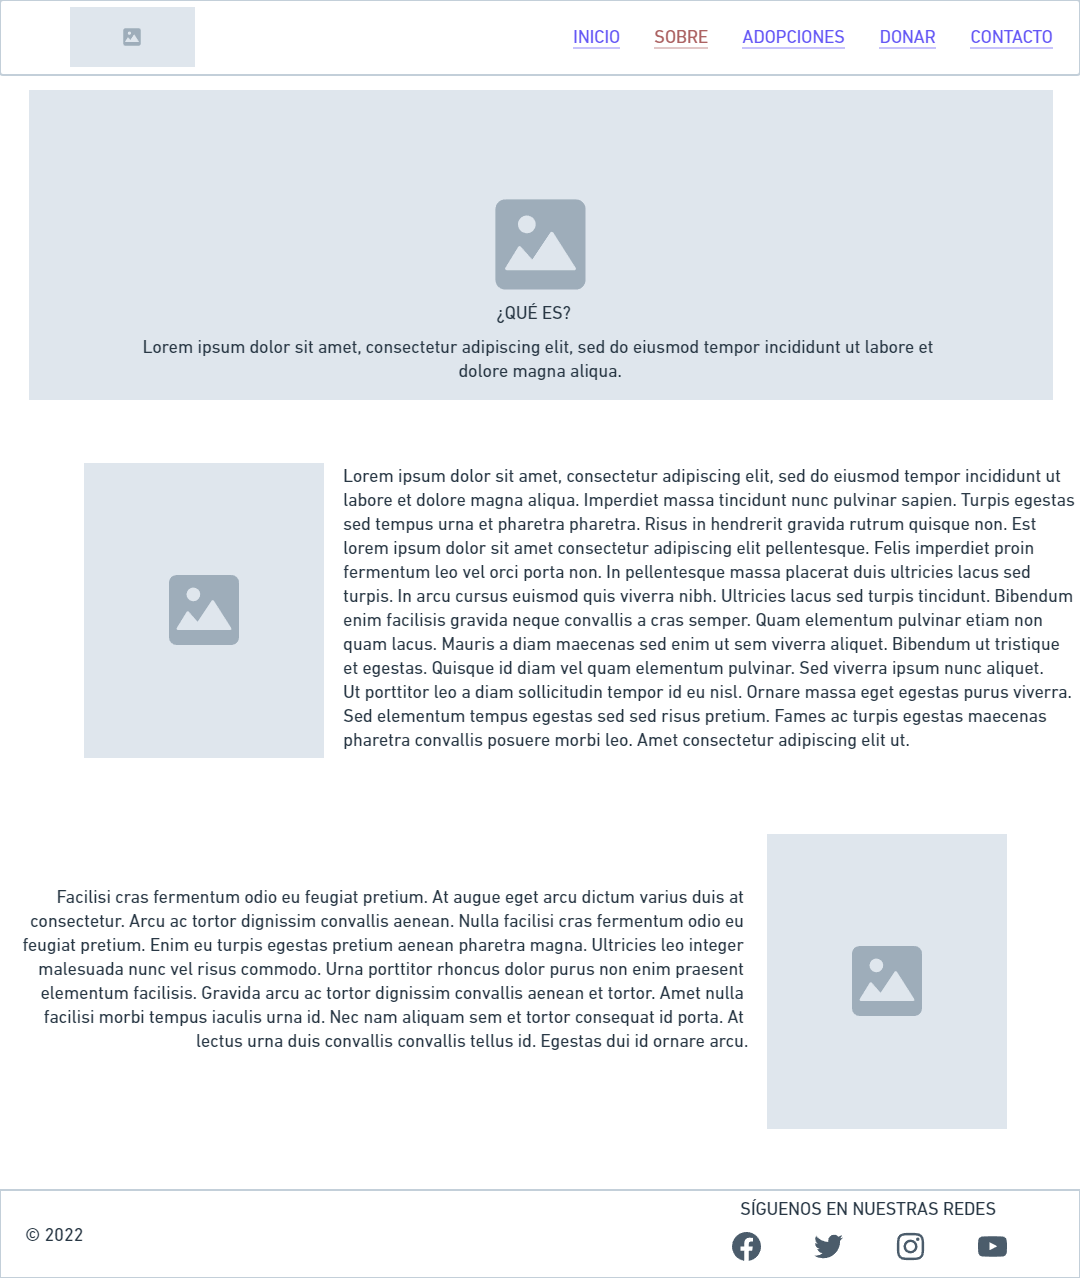 INICIO SOBRE ADOPCIONES DONAR CONTACTO
¿QUÉ ES?
Lorem ipsum dolor sit amet, consectetur adipiscing elit, sed do eiusmod tempor incididunt ut labore et
dolore magna aliqua.
Lorem ipsum dolor sit amet, consectetur adipiscing elit, sed do eiusmod tempor incididunt ut
labore et dolore magna aliqua. Imperdiet massa tincidunt nunc pulvinar sapien. Turpis egestas
sed tempus urna et pharetra pharetra. Risus in hendrerit gravida rutrum quisque non. Est
lorem ipsum dolor sit amet consectetur adipiscing elit pellentesque. Felis imperdiet proin
fermentum leo vel orci porta non. In pellentesque massa placerat duis ultricies lacus sed
turpis. In arcu cursus euismod quis viverra nibh. Ultricies lacus sed turpis tincidunt. Bibendum
enim facilisis gravida neque convallis a cras semper. Quam elementum pulvinar etiam non
quam lacus. Mauris a diam maecenas sed enim ut sem viverra aliquet. Bibendum ut tristique
et egestas. Quisque id diam vel quam elementum pulvinar. Sed viverra ipsum nunc aliquet.
Ut porttitor leo a diam sollicitudin tempor id eu nisl. Ornare massa eget egestas purus viverra.
Sed elementum tempus egestas sed sed risus pretium. Fames ac turpis egestas maecenas
pharetra convallis posuere morbi leo. Amet consectetur adipiscing elit ut.
Facilisi cras fermentum odio eu feugiat pretium. At augue eget arcu dictum varius duis at
consectetur. Arcu ac tortor dignissim convallis aenean. Nulla facilisi cras fermentum odio eu
feugiat pretium. Enim eu turpis egestas pretium aenean pharetra magna. Ultricies leo integer
malesuada nunc vel risus commodo. Urna porttitor rhoncus dolor purus non enim praesent
elementum facilisis. Gravida arcu ac tortor dignissim convallis aenean et tortor. Amet nulla
facilisi morbi tempus iaculis urna id. Nec nam aliquam sem et tortor consequat id porta. At
lectus urna duis convallis convallis tellus id. Egestas dui id ornare arcu.
SÍGUENOS EN NUESTRAS REDES
© 2022